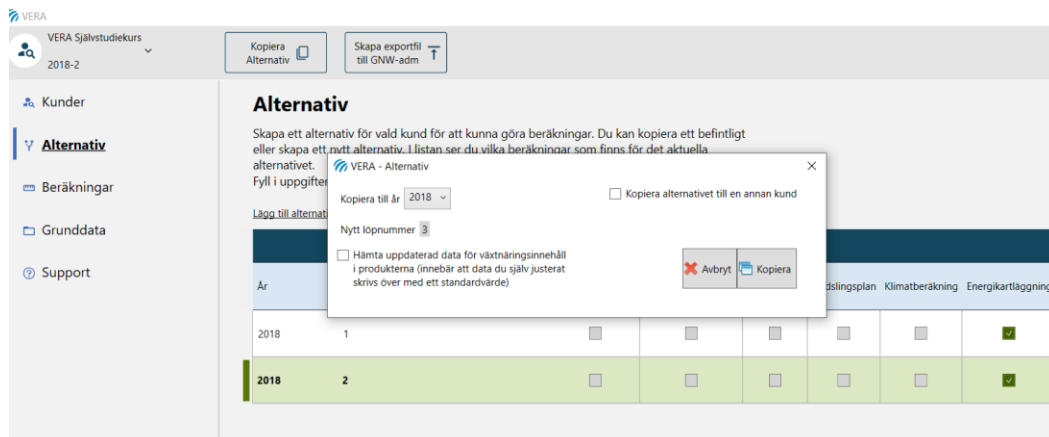 VERA
VERA Självstudiekurs
2018-2
Kopiera
Alternativ
Skapa exportfil
till GNW-adm
Kunder
Alternativ
Beräkningar
Grunddata
Support
Alternativ
Skapa ett alternativ för vald kund för att kunna göra beräkningar. Du kan kopiera ett befintligt
eller skapa ett nytt alternativ. I listan ser du vilka beräkningar som finns för det aktuella
alternativet.
Fyll i uppgifter
Lägg till alternati
VERA - Alternativ
Kopiera till år 2018
Kopiera alternativet till en annan kund
Nytt löpnummer 3
Hämta uppdaterad data för växtnäringsinnehåll
i produkterna (innebär att data du själv justerat
skrivs över med ett standardvärde)
Avbryt
Kopiera
År
dslingsplan Klimatberäkning Energikartläggning
2018 1
2018 2